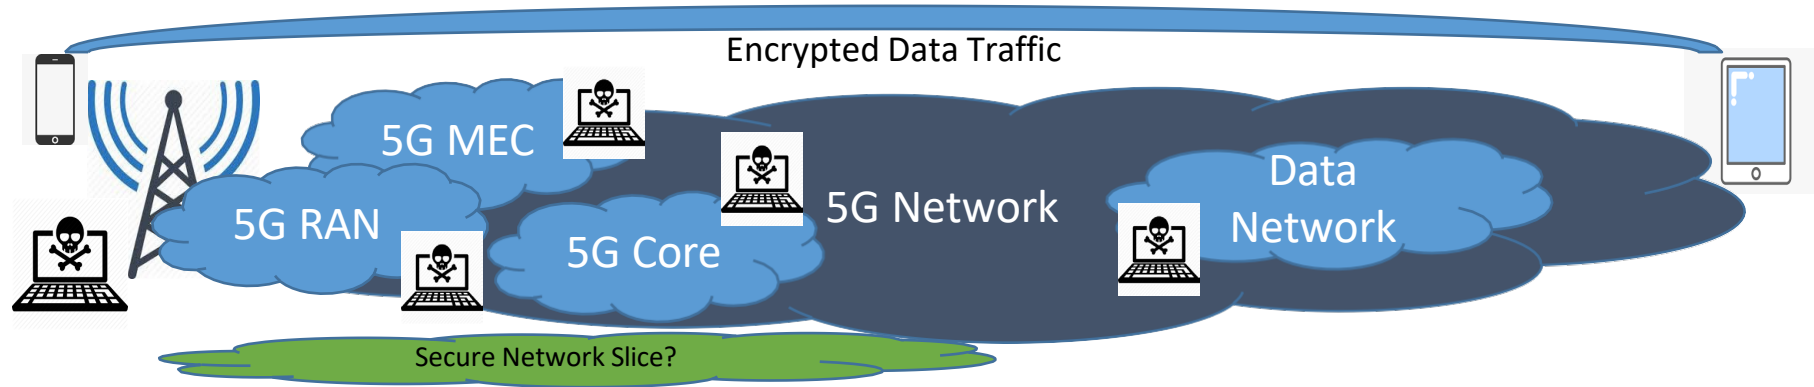 Encrypted Data Traffic
5G MEC
5G RAN
5G Core
5G Network
Data
Network
Secure Network Slice?